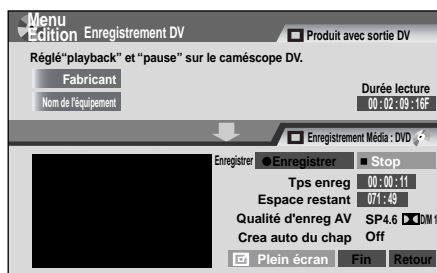 Menu
Edition Enregistrement DV
Produit avec sortie DV
Réglé“playback” et “pause” sur le caméscope DV.
Fabricant
Nom de l'équipement
Durée lecture
00 : 02 : 09 : 16F
Enregistrement Média : DVD
Enregistrer ●Enregistrer ■ Stop
Tps enreg 00 : 00 : 11
Espace restant 071 : 49
Qualité d'enreg AV SP4.6 D/M 1
Crea auto du chap Off
Plein écran Fin Retour